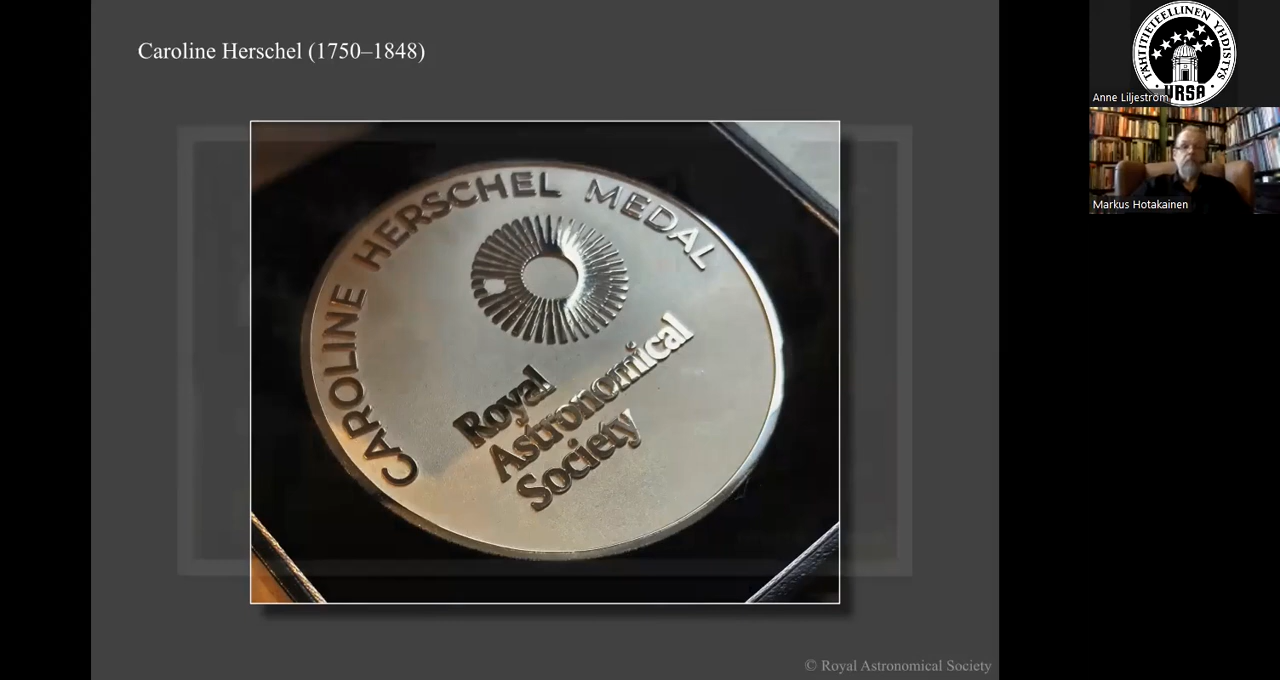 Caroline Herschel (1750–1848)
CAROLINE HERSCHEL MEDAL
Royal
Astronomical
Society
© Royal Astronomical Society
TÄHTITIETEELLINEN YHDISTYS
URSA
Anne Liljeström
Markus Hotakainen